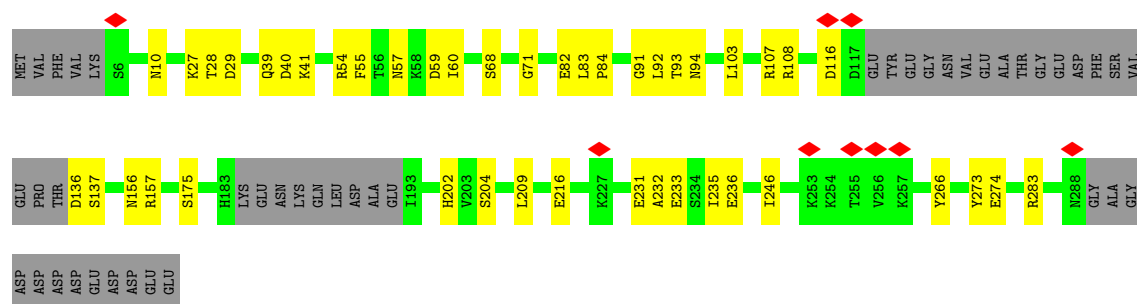 MET VAL PHE VAL LYS S6 N10 K27 T28 D29 Q39 D40 K41 R54 F55 T56 N57 K58 D59 I60 S68 G71 E82 L83 P84 G91 L92 T93 N94 L103 R107 R108 D116 D117 GLU TYR GLU GLY ASN VAL GLU ALA THR GLY GLU ASP PHE SER VAL
GLU PRO THR D136 S137 N156 R157 S175 H183 LYS GLU ASN LYS GLN LEU ASP ALA GLU I193 H202 V203 S204 L209 E216 K227 E231 A232 E233 S234 I235 E236 I246 K253 K254 T255 V256 K257 Y266 Y273 E274 R283 N288 GLY ALA GLY
ASP ASP ASP ASP GLU ASP ASP GLU GLU